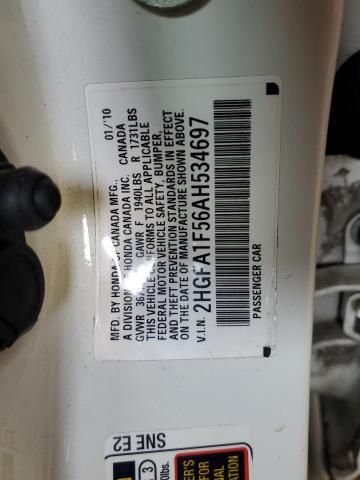 MFD. BY HONDA OF CANADA MFG., 01/'10
A DIVISION OF HONDA CANADA INC. CANADA
GVWR GAWR F 1940LBS R 1731LBS
THIS VEHICLE CONFORMS TO ALL APPLICABLE
FEDERAL MOTOR VEHICLE SAFETY, BUMPER,
AND THEFT PREVENTION STANDARDS IN EFFECT
ON THE DATE OF MANUFACTURE SHOWN ABOVE.
V.I.N. 2HGFA1F56AH534697
PASSENGER CAR
SNE E2